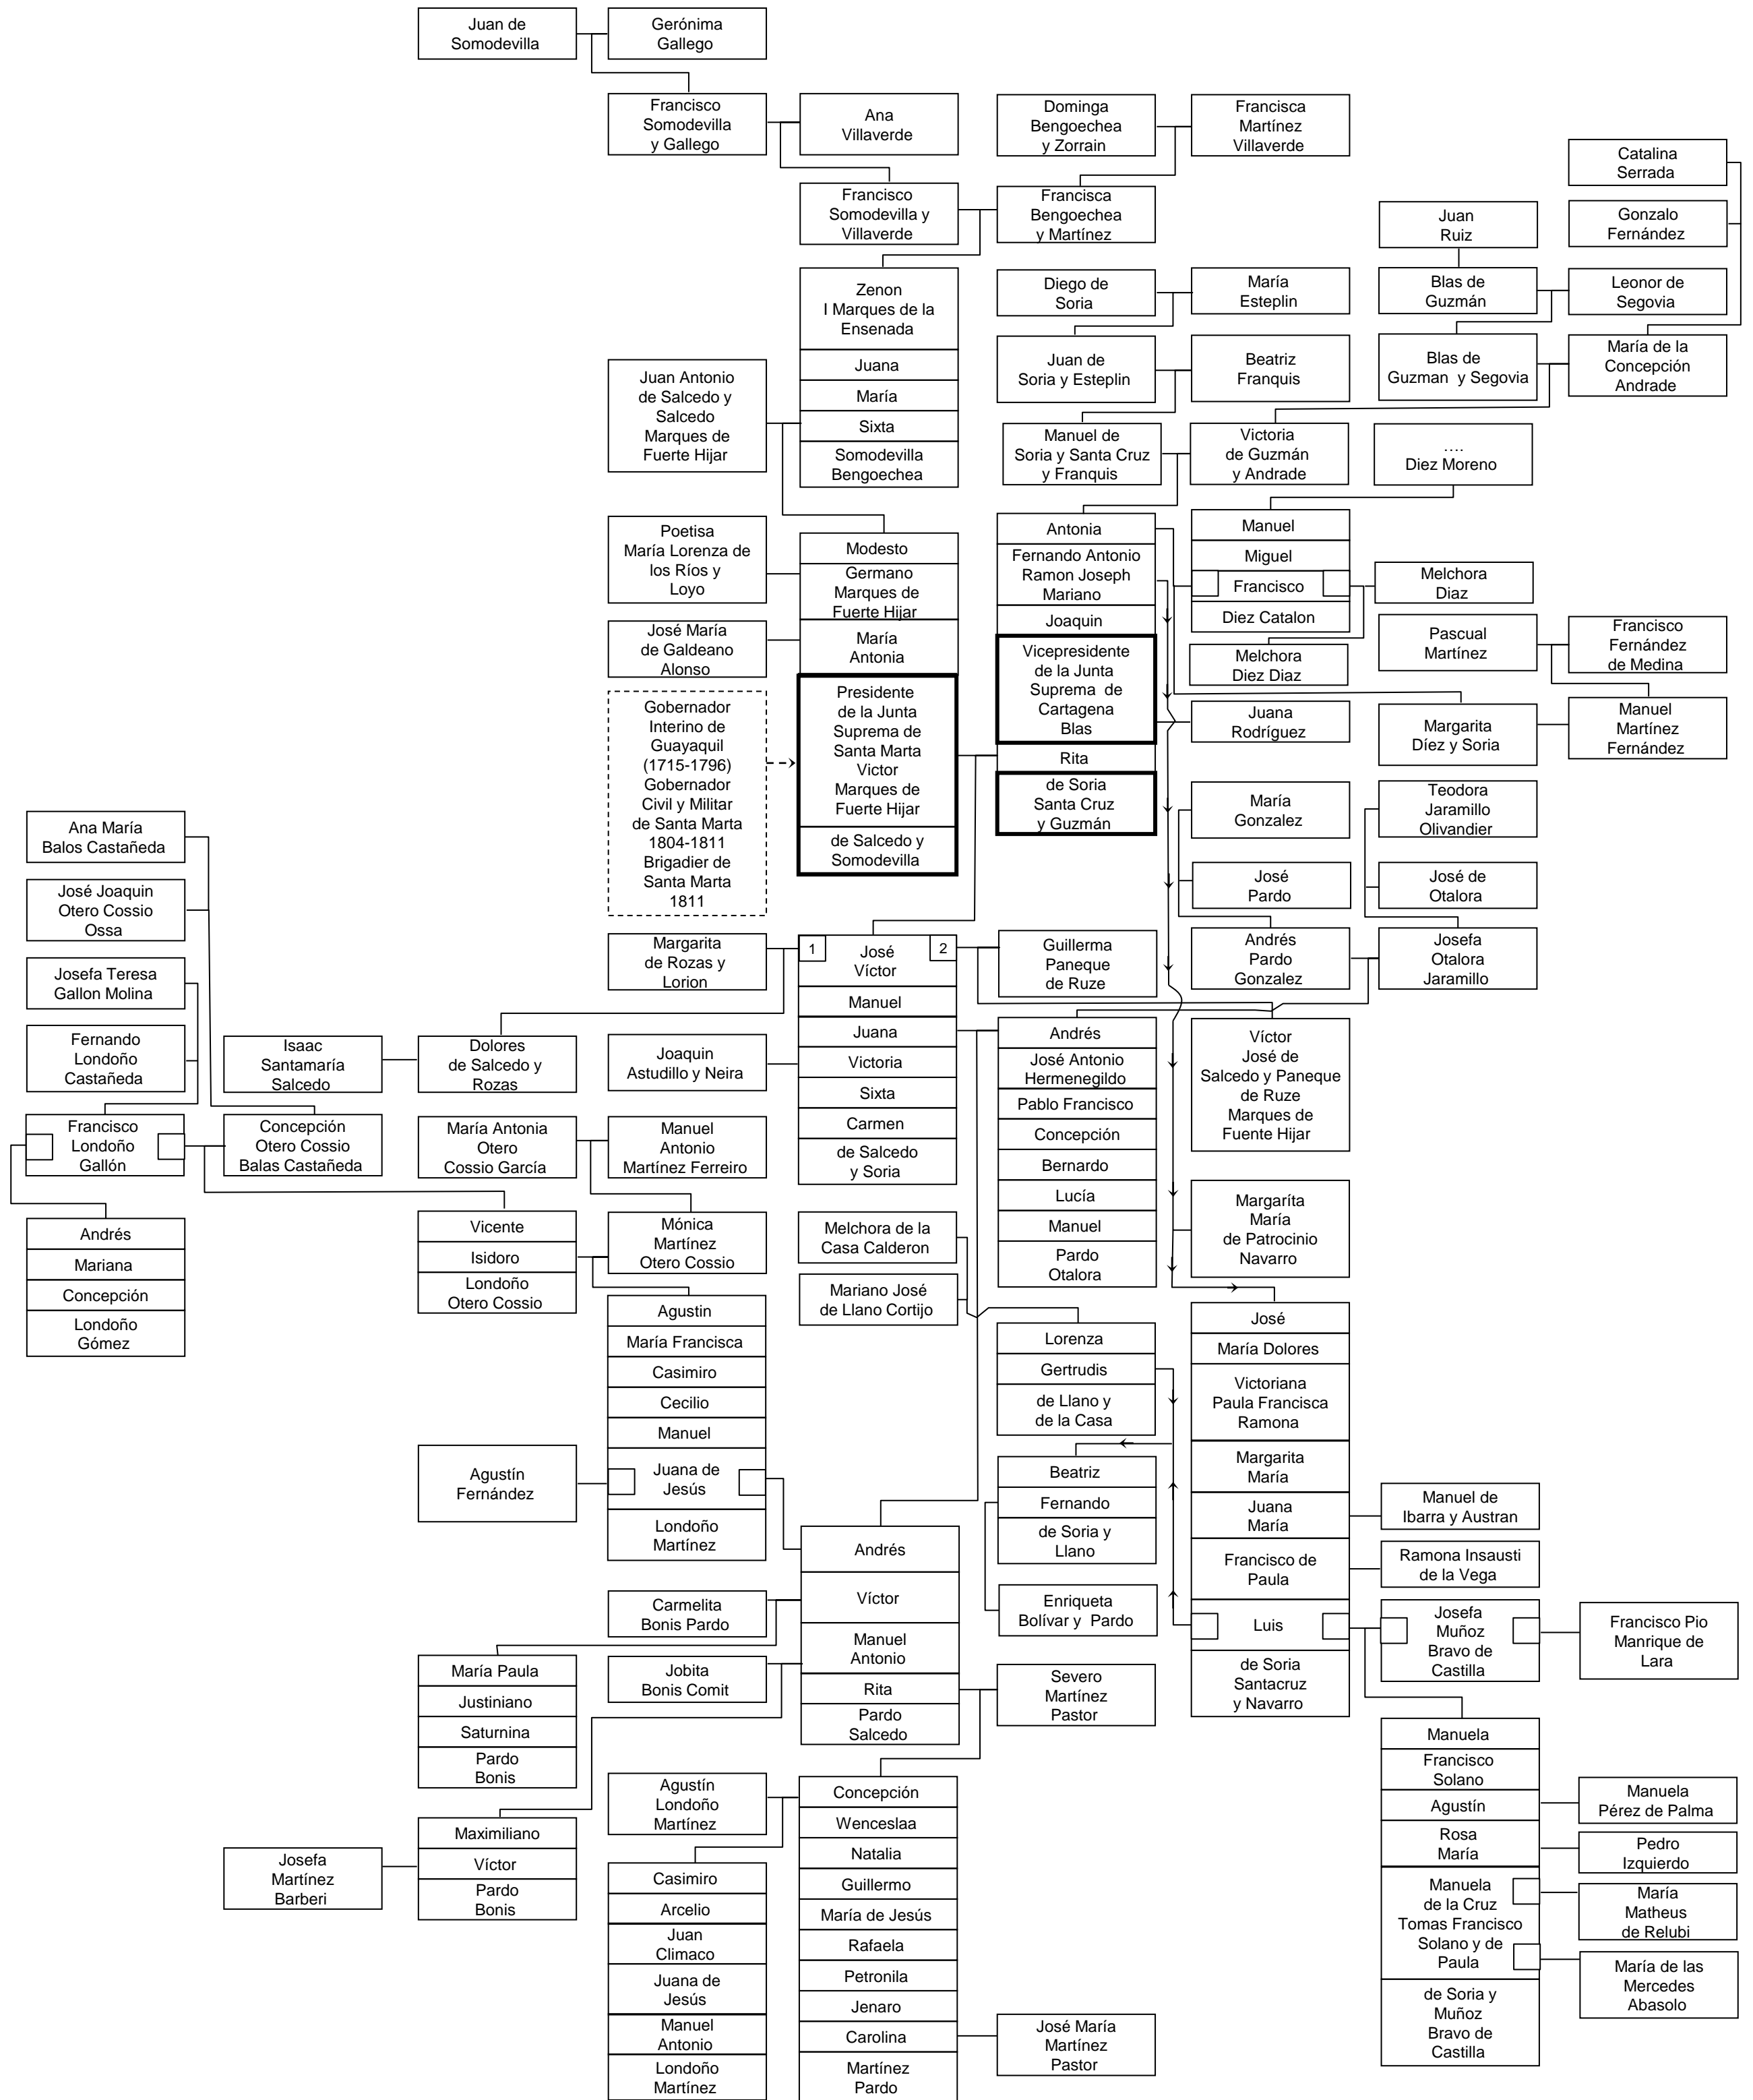 Juan de
Somodevilla
Gerónima
Gallego
Francisco
Somodevilla
y Gallego
Ana
Villaverde
Dominga
Bengoechea
y Zorrain
Francisca
Martínez
Villaverde
Catalina
Serrada
Francisco
Somodevilla y
Villaverde
Francisca
Bengoechea
y Martínez
Juan
Ruiz
Gonzalo
Fernández
Zenon
I Marques de la
Ensenada
Juana
María
Sixta
Somodevilla
Bengoechea
Diego de
Soria
María
Esteplin
Blas de
Guzmán
Leonor de
Segovia
Juan Antonio
de Salcedo y
Salcedo
Marques de
Fuerte Hijar
Juan de
Soria y Esteplin
Beatriz
Franquis
Blas de
Guzman  y Segovia
María de la
Concepción
Andrade
Manuel de
Soria y Santa Cruz
y Franquis
Victoria
de Guzmán
y Andrade
....
Diez Moreno
Poetisa
María Lorenza de
los Ríos y
Loyo
Modesto
Germano
Marques de
Fuerte Hijar
María
Antonia
Presidente
de la Junta
Suprema de
Santa Marta
Victor
Marques de
Fuerte Hijar
de Salcedo y
Somodevilla
José María
de Galdeano
Alonso
Gobernador
Interino de
Guayaquil
(1715-1796)
Gobernador
Civil y Militar
de Santa Marta
1804-1811
Brigadier de
Santa Marta
1811
Antonia
Fernando Antonio
Ramon Joseph
Mariano
Joaquin
Vicepresidente
de la Junta
Suprema  de
Cartagena
Blas
Rita
de Soria
Santa Cruz
y Guzmán
Manuel
Miguel
Francisco
Diez Catalon
Melchora
Diaz
Melchora
Diez Diaz
Pascual
Martínez
Francisco
Fernández
de Medina
Juana
Rodríguez
Margarita
Díez y Soria
Manuel
Martínez
Fernández
María
Gonzalez
Teodora
Jaramillo
Olivandier
José
Pardo
José de
Otalora
Andrés
Pardo
Gonzalez
Josefa
Otalora
Jaramillo
Ana María
Balos Castañeda
José Joaquin
Otero Cossio
Ossa
Josefa Teresa
Gallon Molina
Fernando
Londoño
Castañeda
Isaac
Santamaría
Salcedo
Dolores
de Salcedo y
Rozas
Margarita
de Rozas y
Lorion
1
José
Víctor
2
Manuel
Juana
Victoria
Sixta
Carmen
de Salcedo
y Soria
Guillerma
Paneque
de Ruze
Joaquin
Astudillo y Neira
Andrés
José Antonio
Hermenegildo
Pablo Francisco
Concepción
Bernardo
Lucía
Manuel
Pardo
Otalora
Víctor
José de
Salcedo y Paneque
de Ruze
Marques de
Fuente Hijar
Francisco
Londoño
Gallón
Concepción
Otero Cossio
Balas Castañeda
María Antonia
Otero
Cossio García
Manuel
Antonio
Martínez Ferreiro
Andrés
Mariana
Concepción
Londoño
Gómez
Vicente
Isidoro
Londoño
Otero Cossio
Mónica
Martínez
Otero Cossio
Melchora de la
Casa Calderon
Mariano José
de Llano Cortijo
Margaríta
María
de Patrocinio
Navarro
Agustin
María Francisca
Casimiro
Cecilio
Manuel
Juana de
Jesús
Londoño
Martínez
Agustín
Fernández
Lorenza
Gertrudis
de Llano y
de la Casa
Beatriz
Fernando
de Soria y
Llano
Enriqueta
Bolívar y  Pardo
José
María Dolores
Victoriana
Paula Francisca
Ramona
Margarita
María
Juana
María
Francisco de
Paula
Luis
de Soria
Santacruz
y Navarro
Manuel de
Ibarra y Austran
Ramona Insausti
de la Vega
Josefa
Muñoz
Bravo de
Castilla
Francisco Pio
Manrique de
Lara
Andrés
Víctor
Manuel
Antonio
Rita
Pardo
Salcedo
Carmelita
Bonis Pardo
Jobita
Bonis Comit
Severo
Martínez
Pastor
María Paula
Justiniano
Saturnina
Pardo
Bonis
Maximiliano
Víctor
Pardo
Bonis
Josefa
Martínez
Barberi
Agustín
Londoño
Martínez
Casimiro
Arcelio
Juan
Climaco
Juana de
Jesús
Manuel
Antonio
Londoño
Martínez
Concepción
Wenceslaa
Natalia
Guillermo
María de Jesús
Rafaela
Petronila
Jenaro
Carolina
Martínez
Pardo
José María
Martínez
Pastor
Manuela
Francisco
Solano
Agustín
Rosa
María
Manuela
de la Cruz
Tomas Francisco
Solano y de
Paula
de Soria y
Muñoz
Bravo de
Castilla
Manuela
Pérez de Palma
Pedro
Izquierdo
María
Matheus
de Relubi
María de las
Mercedes
Abasolo